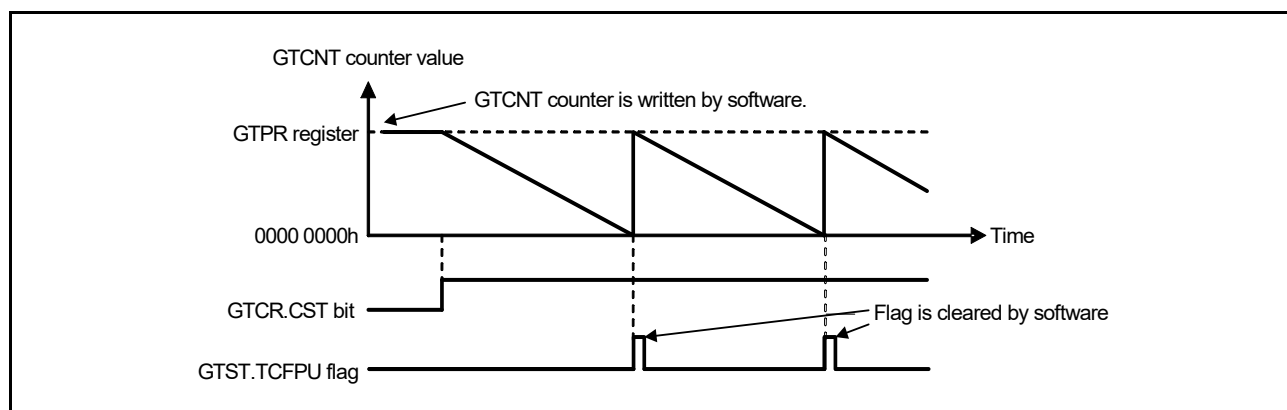 GTCNT counter value
GTCNT counter is written by software.
GTPR register
0000 0000h
Time
GTCR.CST bit
Flag is cleared by software
GTST.TCFPU flag